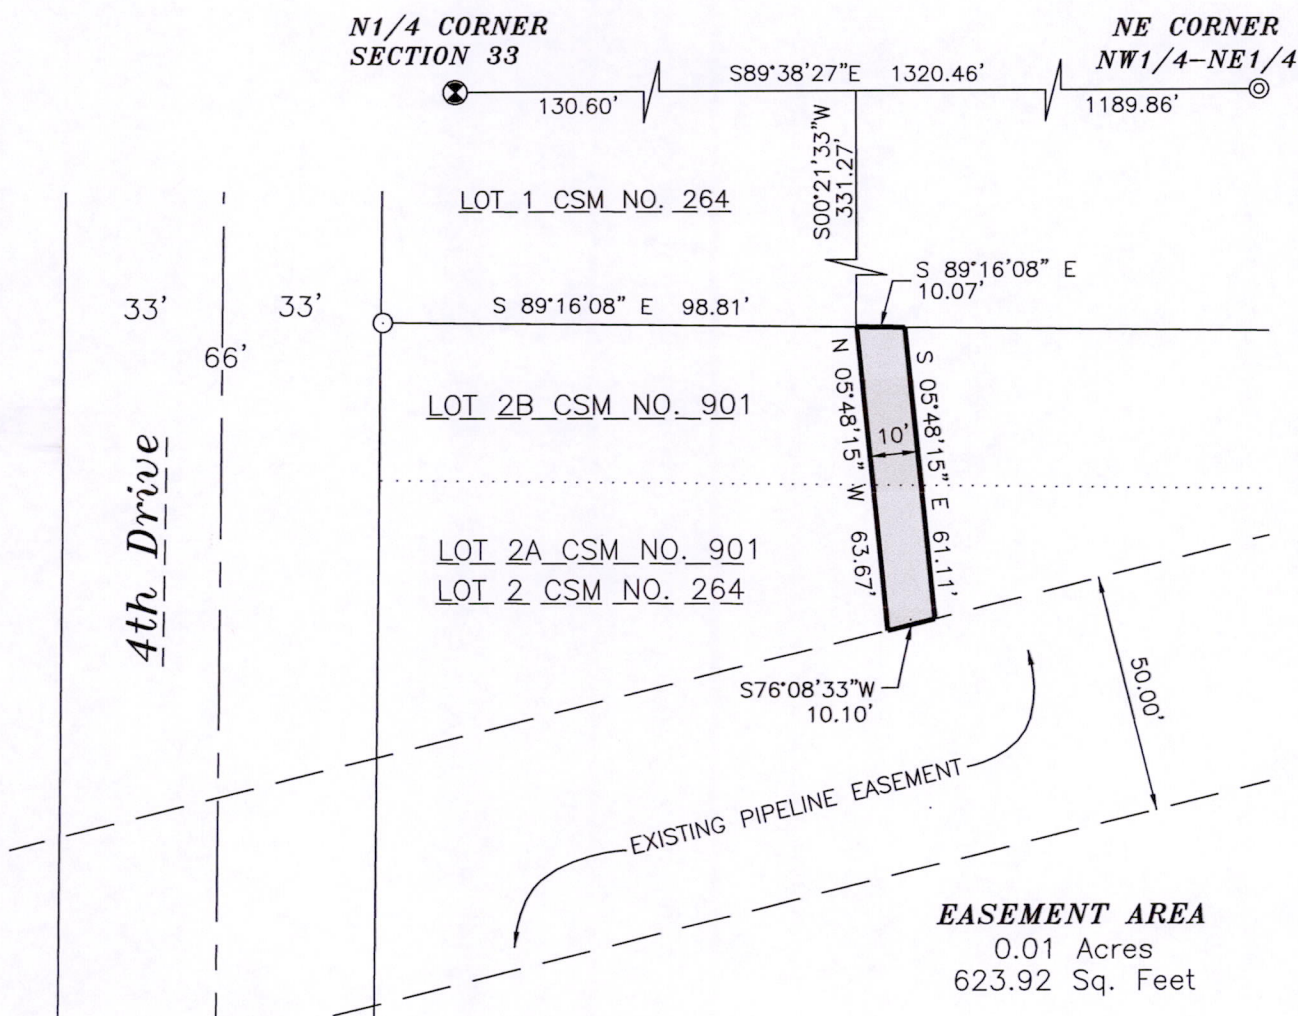 N1/4 CORNER
SECTION 33
NE CORNER
NW1/4-NE1/4
S89°38'27"E 1320.46'
130.60'
1189.86'
S00°21'33"W
331.27'
LOT 1 CSM NO. 264
S 89°16'08" E
10.07'
33'
33'
66'
S 89°16'08" E 98.81'
N 05°48'15" W 63.67'
S 05°48'15" E 61.11'
LOT 2B CSM NO. 901
10'
4th Drive
LOT 2A CSM NO. 901
LOT 2 CSM NO. 264
S76°08'33"W
10.10'
50.00'
EXISTING PIPELINE EASEMENT
EASEMENT AREA
0.01 Acres
623.92 Sq. Feet